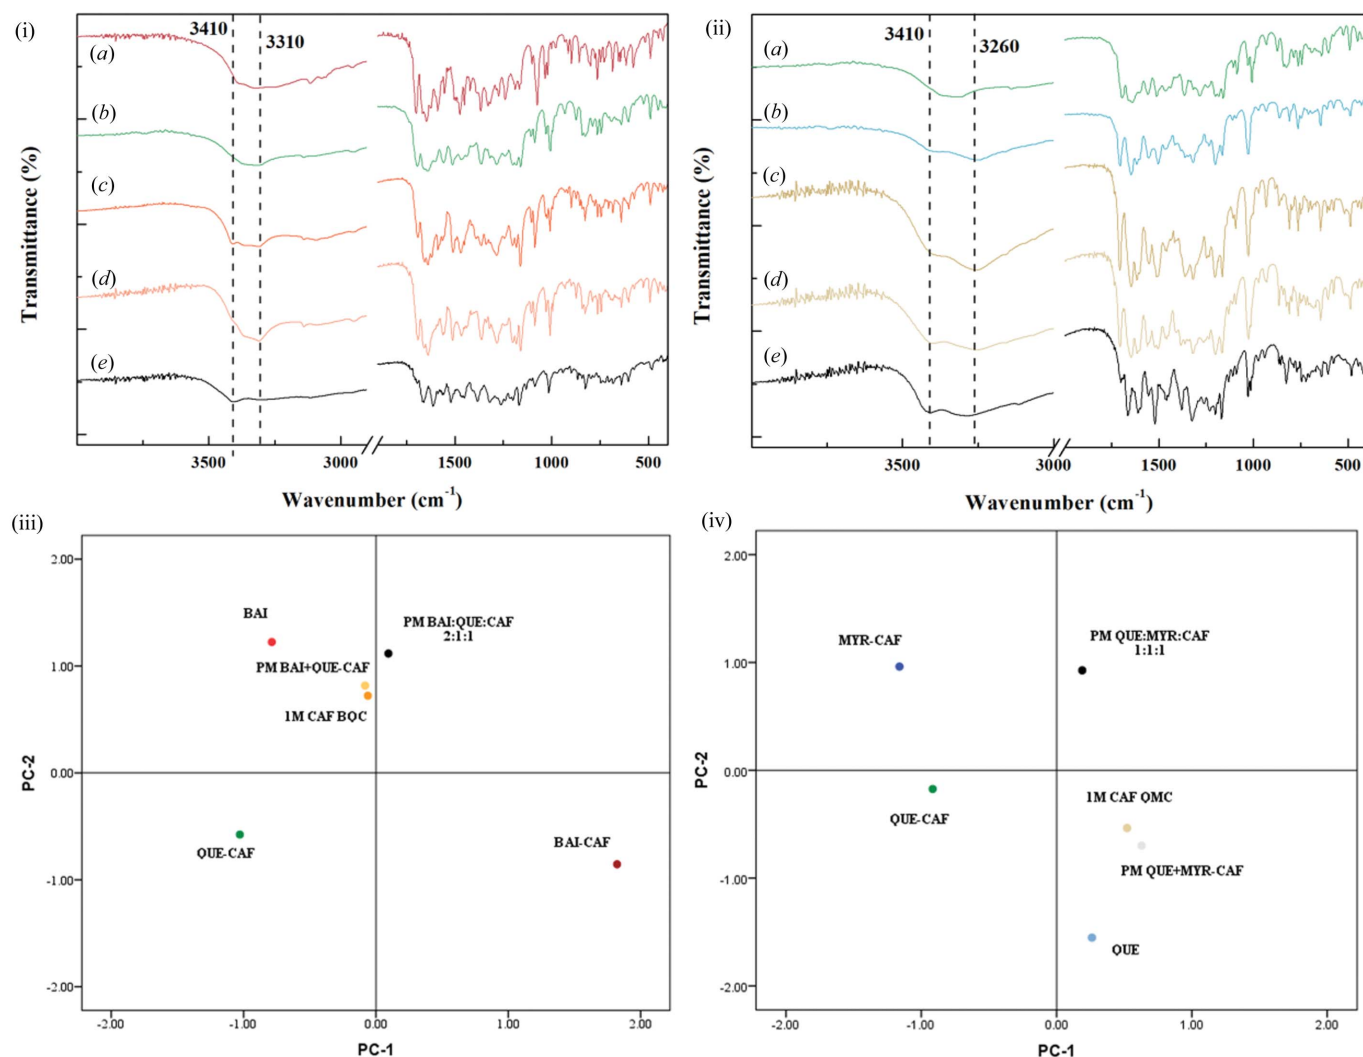 (i)
3410
3310
(a)
(b)
(c)
(d)
(e)
Transmittance (%)
3500
3000
1500
1000
500
Wavenumber (cm-1)
(ii)
3410
3260
(a)
(b)
(c)
(d)
(e)
Transmittance (%)
3500
3000
1500
1000
500
Wavenumber (cm-1)
(iii)
2.00
1.00
0.00
-1.00
-2.00
PC-2
BAI
PM BAI:QUE:CAF
2:1:1
PM BAI+QUE-CAF
1M CAF BQC
QUE-CAF
BAI-CAF
-2.00
-1.00
0.00
1.00
2.00
PC-1
(iv)
2.00
1.00
0.00
-1.00
-2.00
PC-2
MYR-CAF
PM QUE:MYR:CAF
1:1:1
QUE-CAF
1M CAF QMC
PM QUE+MYR-CAF
QUE
-2.00
-1.00
0.00
1.00
2.00
PC-1